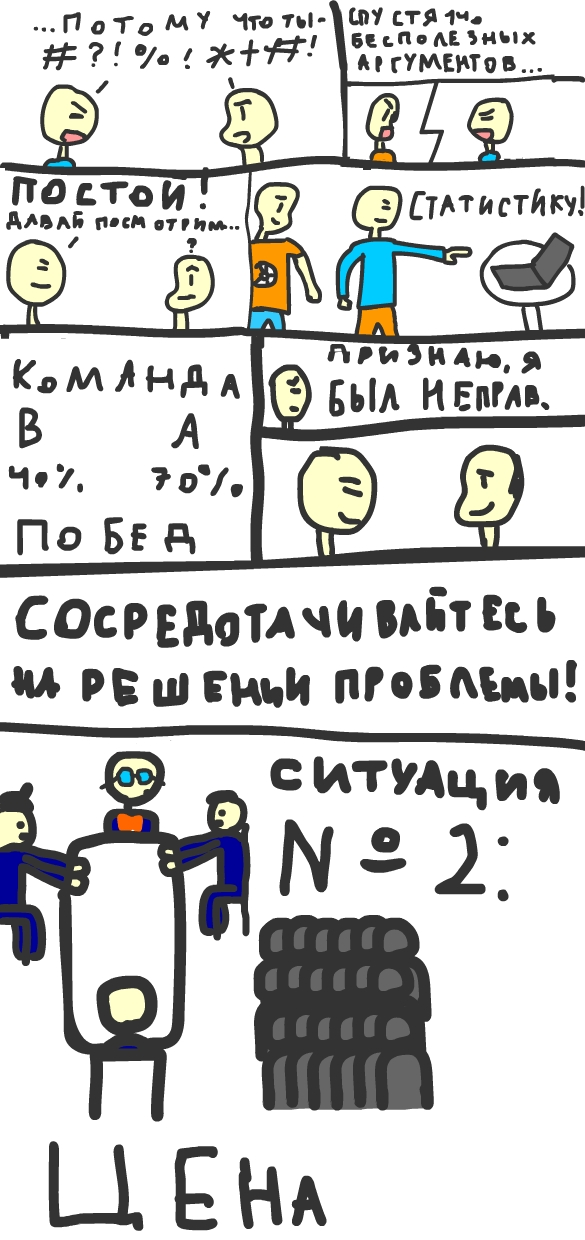 ...ПОТОМУ ЧТО ТЫ-
#?!%!*+#!
СПУСТЯ 140
БЕСПОЛЕЗНЫХ
АРГУМЕНТОВ...
ПОСТОЙ!
ДАВАЙ ПОСМОТРИМ...
?
СТАТИСТИКУ!
КОМАНДА
В А
40% 70%
ПОБЕД
ПРИЗНАЮ, Я
БЫЛ НЕПРАВ.
СОСРЕДОТАЧИВАЙТЕСЬ
НА РЕШЕНИИ ПРОБЛЕМЫ!
СИТУАЦИЯ
№ 2:
ЦЕНА